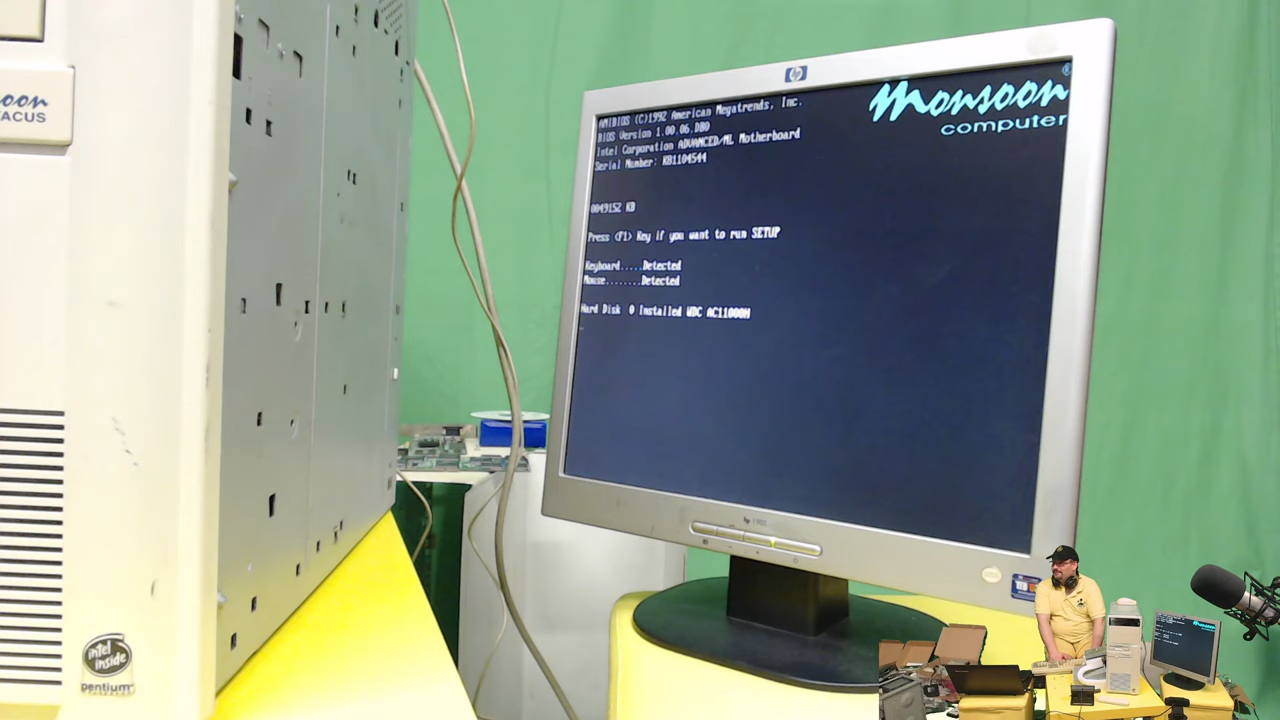 oon
TACUS
hp
Monsoon®
computer
AMIBIOS (C)1992 American Megatrends, Inc.
BIOS Version 1.00.06.DB0
Intel Corporation ADVANCED/ML Motherboard
Serial Number: KB1104544
0049152 KB
Press <F1> Key if you want to run SETUP
Keyboard.....Detected
Mouse........Detected
Hard Disk 0 Installed WDC AC11000H
intel
inside
pentium